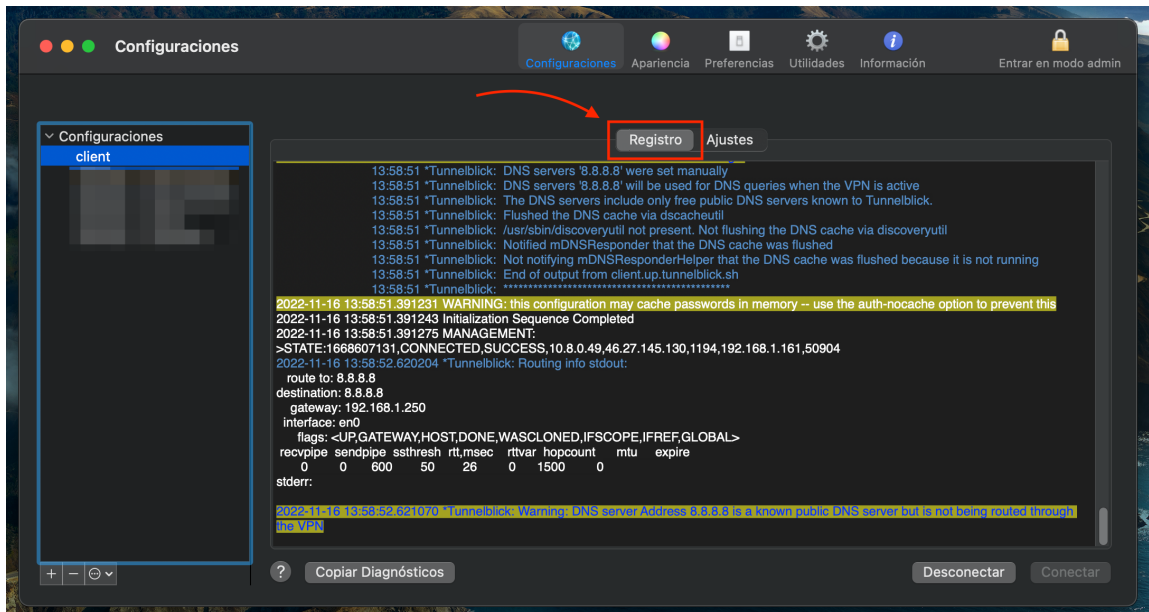 Configuraciones
Configuraciones
Apariencia
Preferencias
Utilidades
Información
Entrar en modo admin
Configuraciones
client
Registro
Ajustes
13:58:51 *Tunnelblick: DNS servers '8.8.8.8' were set manually
13:58:51 *Tunnelblick: DNS servers '8.8.8.8' will be used for DNS queries when the VPN is active
13:58:51 *Tunnelblick: The DNS servers include only free public DNS servers known to Tunnelblick.
13:58:51 *Tunnelblick: Flushed the DNS cache via dscacheutil
13:58:51 *Tunnelblick: /usr/sbin/discoveryutil not present. Not flushing the DNS cache via discoveryutil
13:58:51 *Tunnelblick: Notified mDNSResponder that the DNS cache was flushed
13:58:51 *Tunnelblick: Not notifying mDNSResponderHelper that the DNS cache was flushed because it is not running
13:58:51 *Tunnelblick: End of output from client.up.tunnelblick.sh
13:58:51 *Tunnelblick: **********************************************
2022-11-16 13:58:51.391231 WARNING: this configuration may cache passwords in memory -- use the auth-nocache option to prevent this
2022-11-16 13:58:51.391243 Initialization Sequence Completed
2022-11-16 13:58:51.391275 MANAGEMENT:
>STATE:1668607131,CONNECTED,SUCCESS,10.8.0.49,46.27.145.130,1194,192.168.1.161,50904
2022-11-16 13:58:52.620204 *Tunnelblick: Routing info stdout:
route to: 8.8.8.8
destination: 8.8.8.8
gateway: 192.168.1.250
interface: en0
flags: <UP,GATEWAY,HOST,DONE,WASCLONED,IFSCOPE,IFREF,GLOBAL>
recvpipe sendpipe ssthresh rtt,msec rttvar hopcount mtu expire
0 0 600 50 26 0 1500 0
stderr:
2022-11-16 13:58:52.621070 *Tunnelblick: Warning: DNS server Address 8.8.8.8 is a known public DNS server but is not being routed through
the VPN
? Copiar Diagnósticos
Desconectar
Conectar